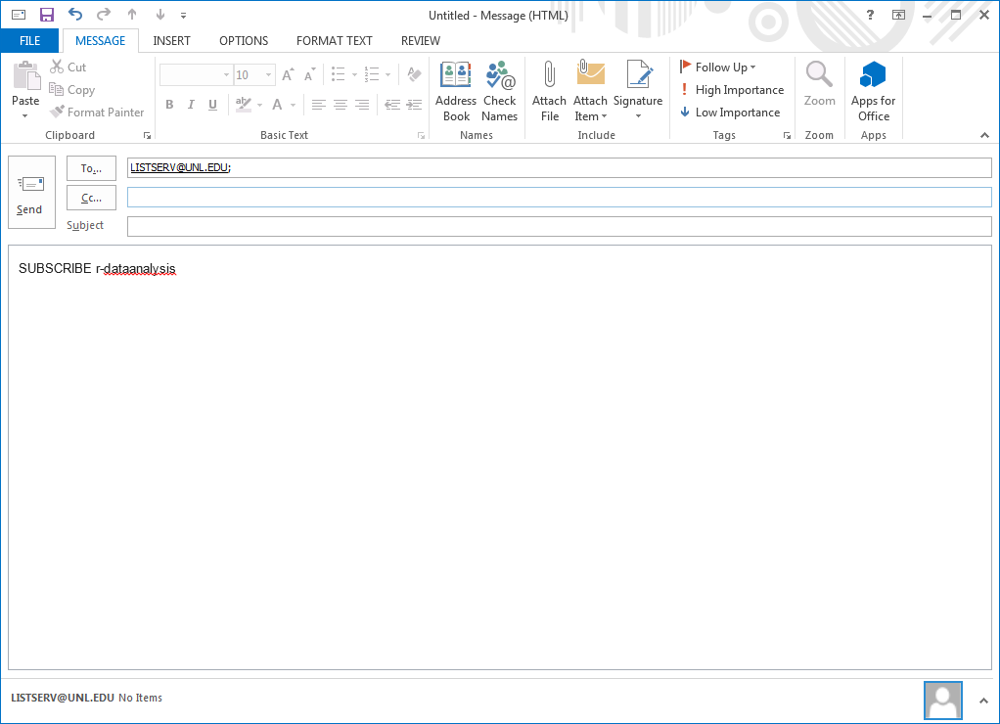 Untitled - Message (HTML)
?
FILE MESSAGE INSERT OPTIONS FORMAT TEXT REVIEW
Paste
Cut
Copy
Format Painter
Clipboard
10 A A
B I U ab A
Basic Text
Address Book
Check Names
Names
Attach File
Attach Item
Signature
Include
Follow Up
! High Importance
Low Importance
Tags
Zoom
Zoom
Apps for Office
Apps
Send
To...
LISTSERV@UNL.EDU;
Cc...
Subject
SUBSCRIBE r-dataanalysis
LISTSERV@UNL.EDU No Items